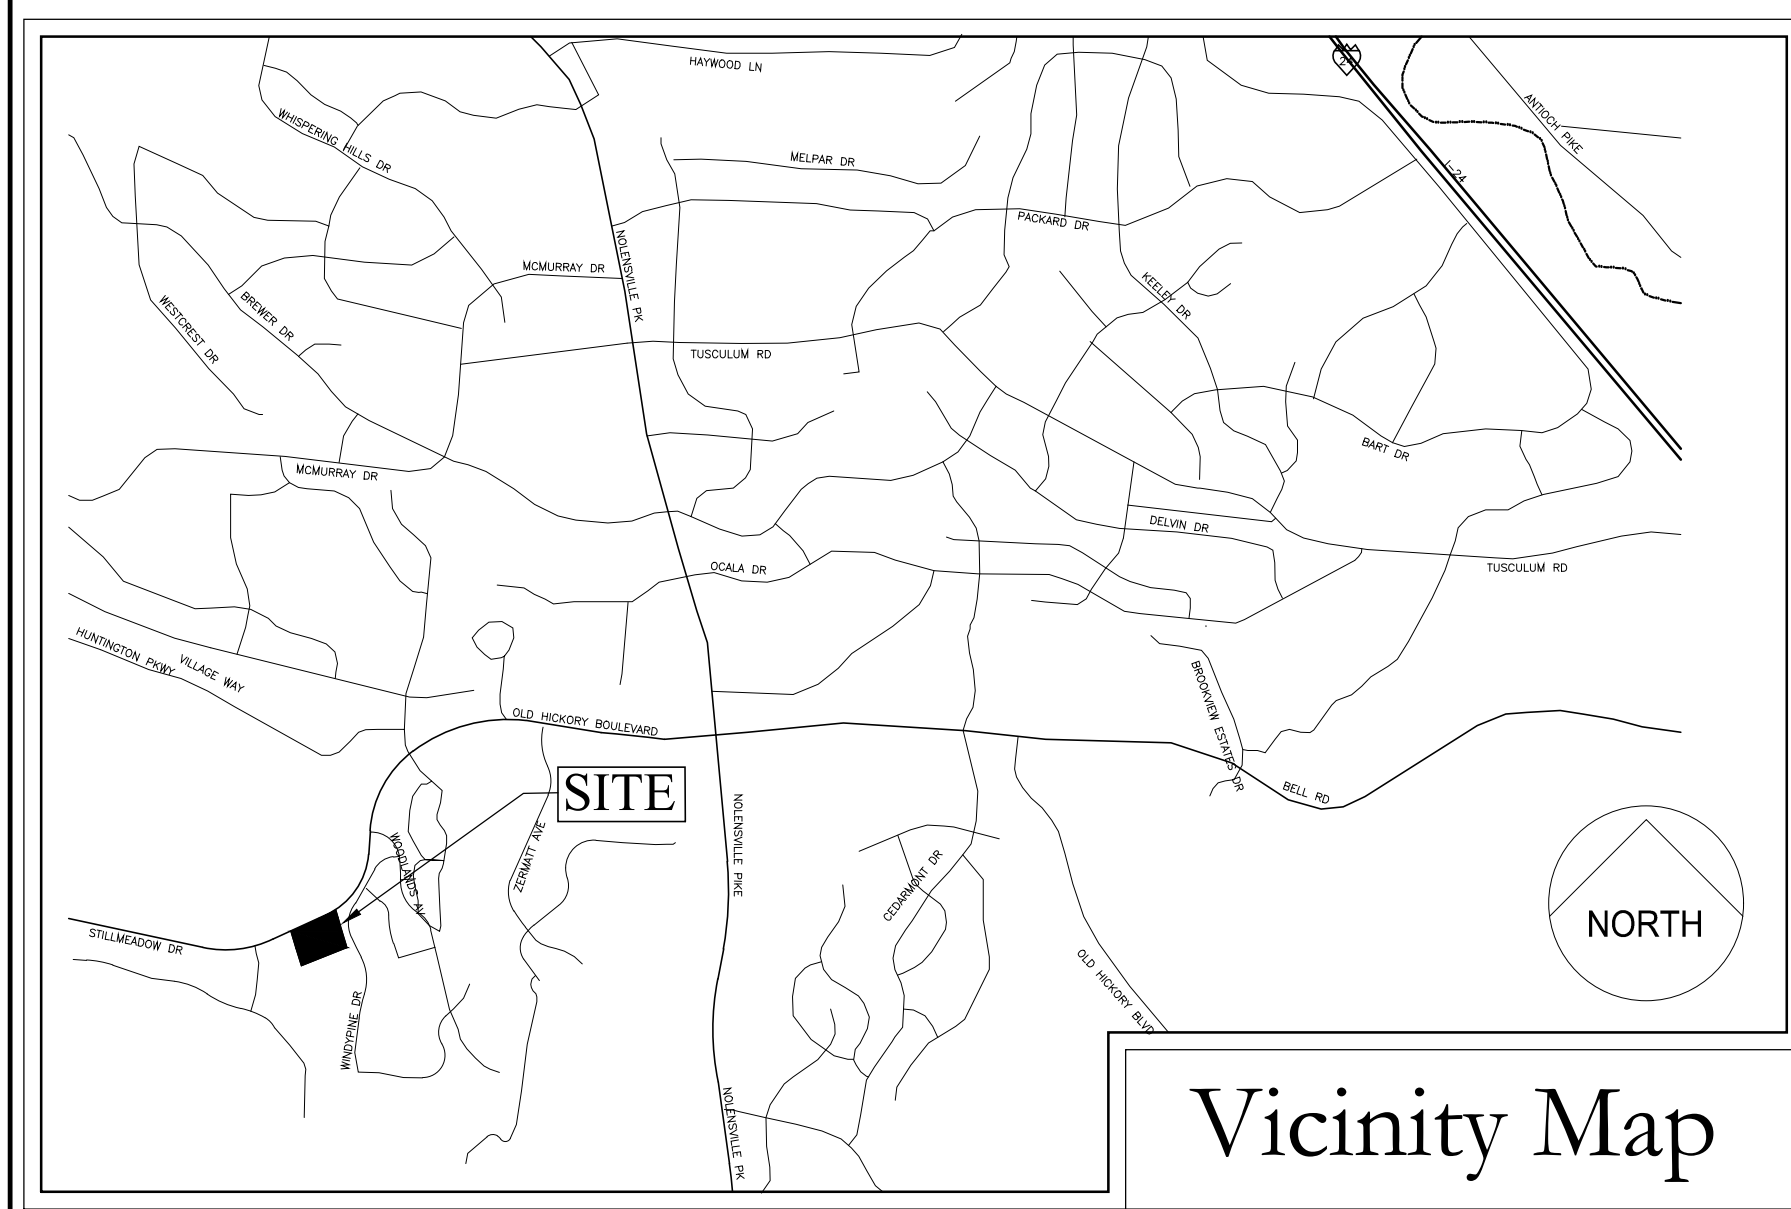 HAYWOOD LN
ANTIOCH PIKE
WHISPERING HILLS DR
MELPAR DR
I-24
PACKARD DR
NOLENSVILLE PK
MCMURRAY DR
KEELEY DR
WESTCREST DR
BREWER DR
TUSCULUM RD
BART DR
MCMURRAY DR
DELVIN DR
OCALA DR
TUSCULUM RD
HUNTINGTON PKWY
VILLAGE WAY
BROOKVIEW ESTATES DR
OLD HICKORY BOULEVARD
SITE
BELL RD
NOLENSVILLE PIKE
ZERMATT AVE
WOODLANDS AV
CEDARMONT DR
NORTH
STILLMEADOW DR
OLD HICKORY BLVD
WINDYPINE DR
NOLENSVILLE PK
Vicinity Map